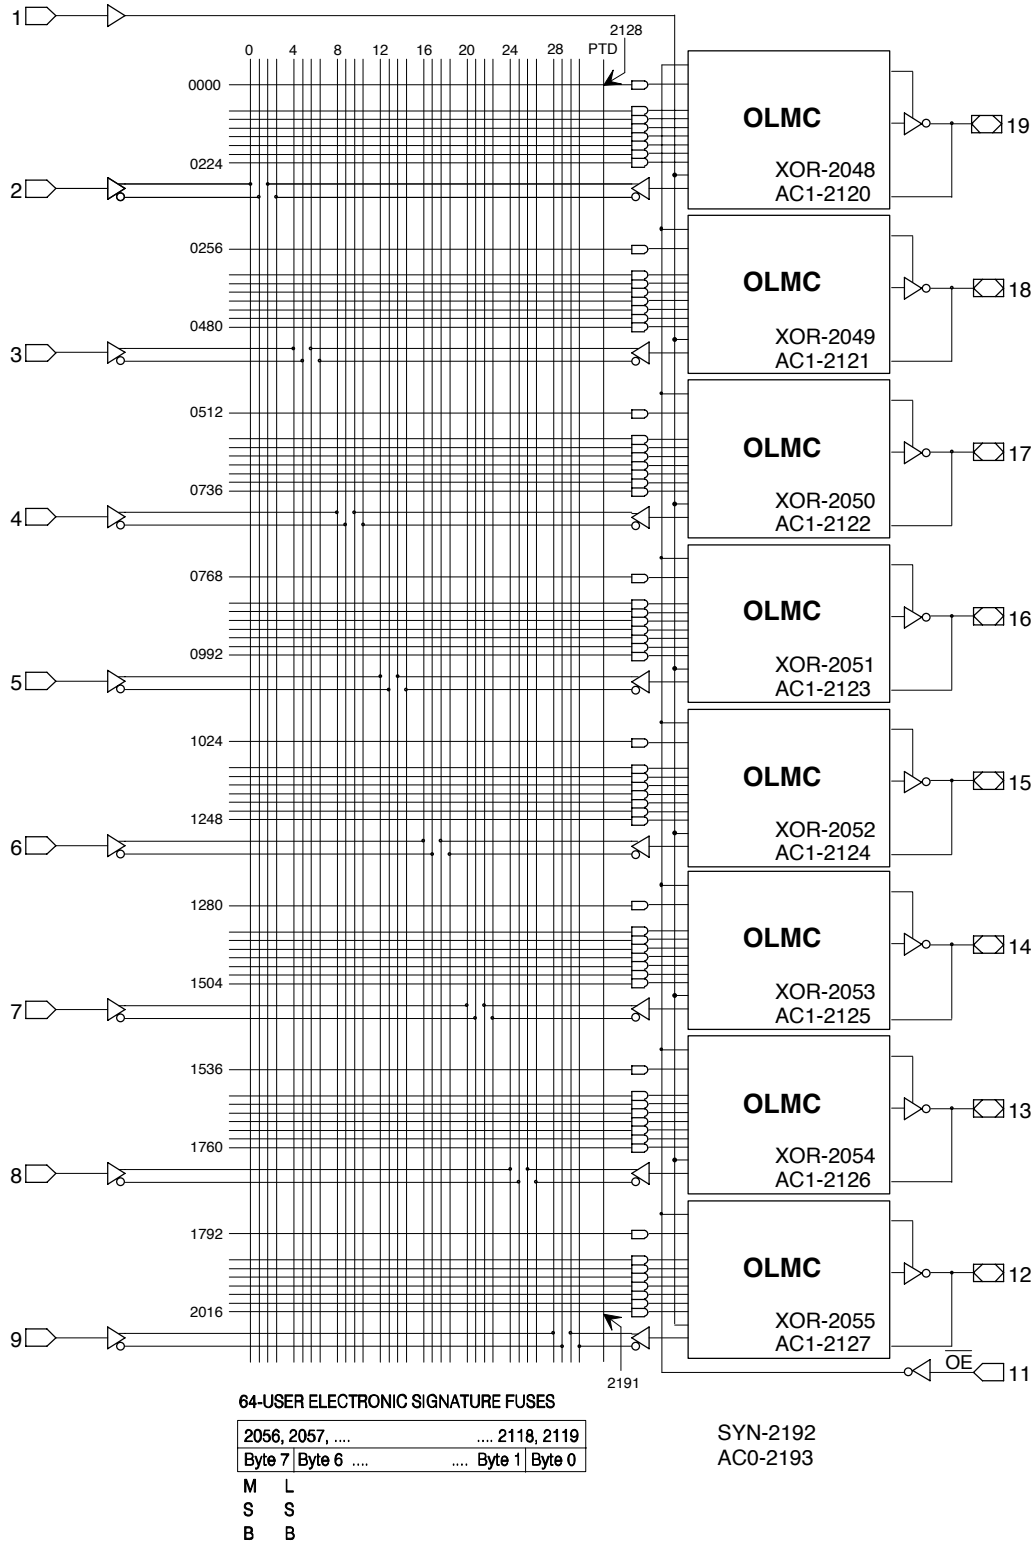 1
2128
0 4 8 12 16 20 24 28 PTD
0000
OLMC
19
0224
XOR-2048
AC1-2120
2
0256
OLMC
18
0480
XOR-2049
AC1-2121
3
0512
OLMC
17
0736
XOR-2050
AC1-2122
4
0768
OLMC
16
0992
XOR-2051
AC1-2123
5
1024
OLMC
15
1248
XOR-2052
AC1-2124
6
1280
OLMC
14
1504
XOR-2053
AC1-2125
7
1536
OLMC
13
1760
XOR-2054
AC1-2126
8
1792
OLMC
12
2016
XOR-2055
AC1-2127
9
OE
11
2191
64-USER ELECTRONIC SIGNATURE FUSES
2056, 2057, .... .... 2118, 2119
Byte 7 Byte 6 .... .... Byte 1 Byte 0
M L
S S
B B
SYN-2192
AC0-2193